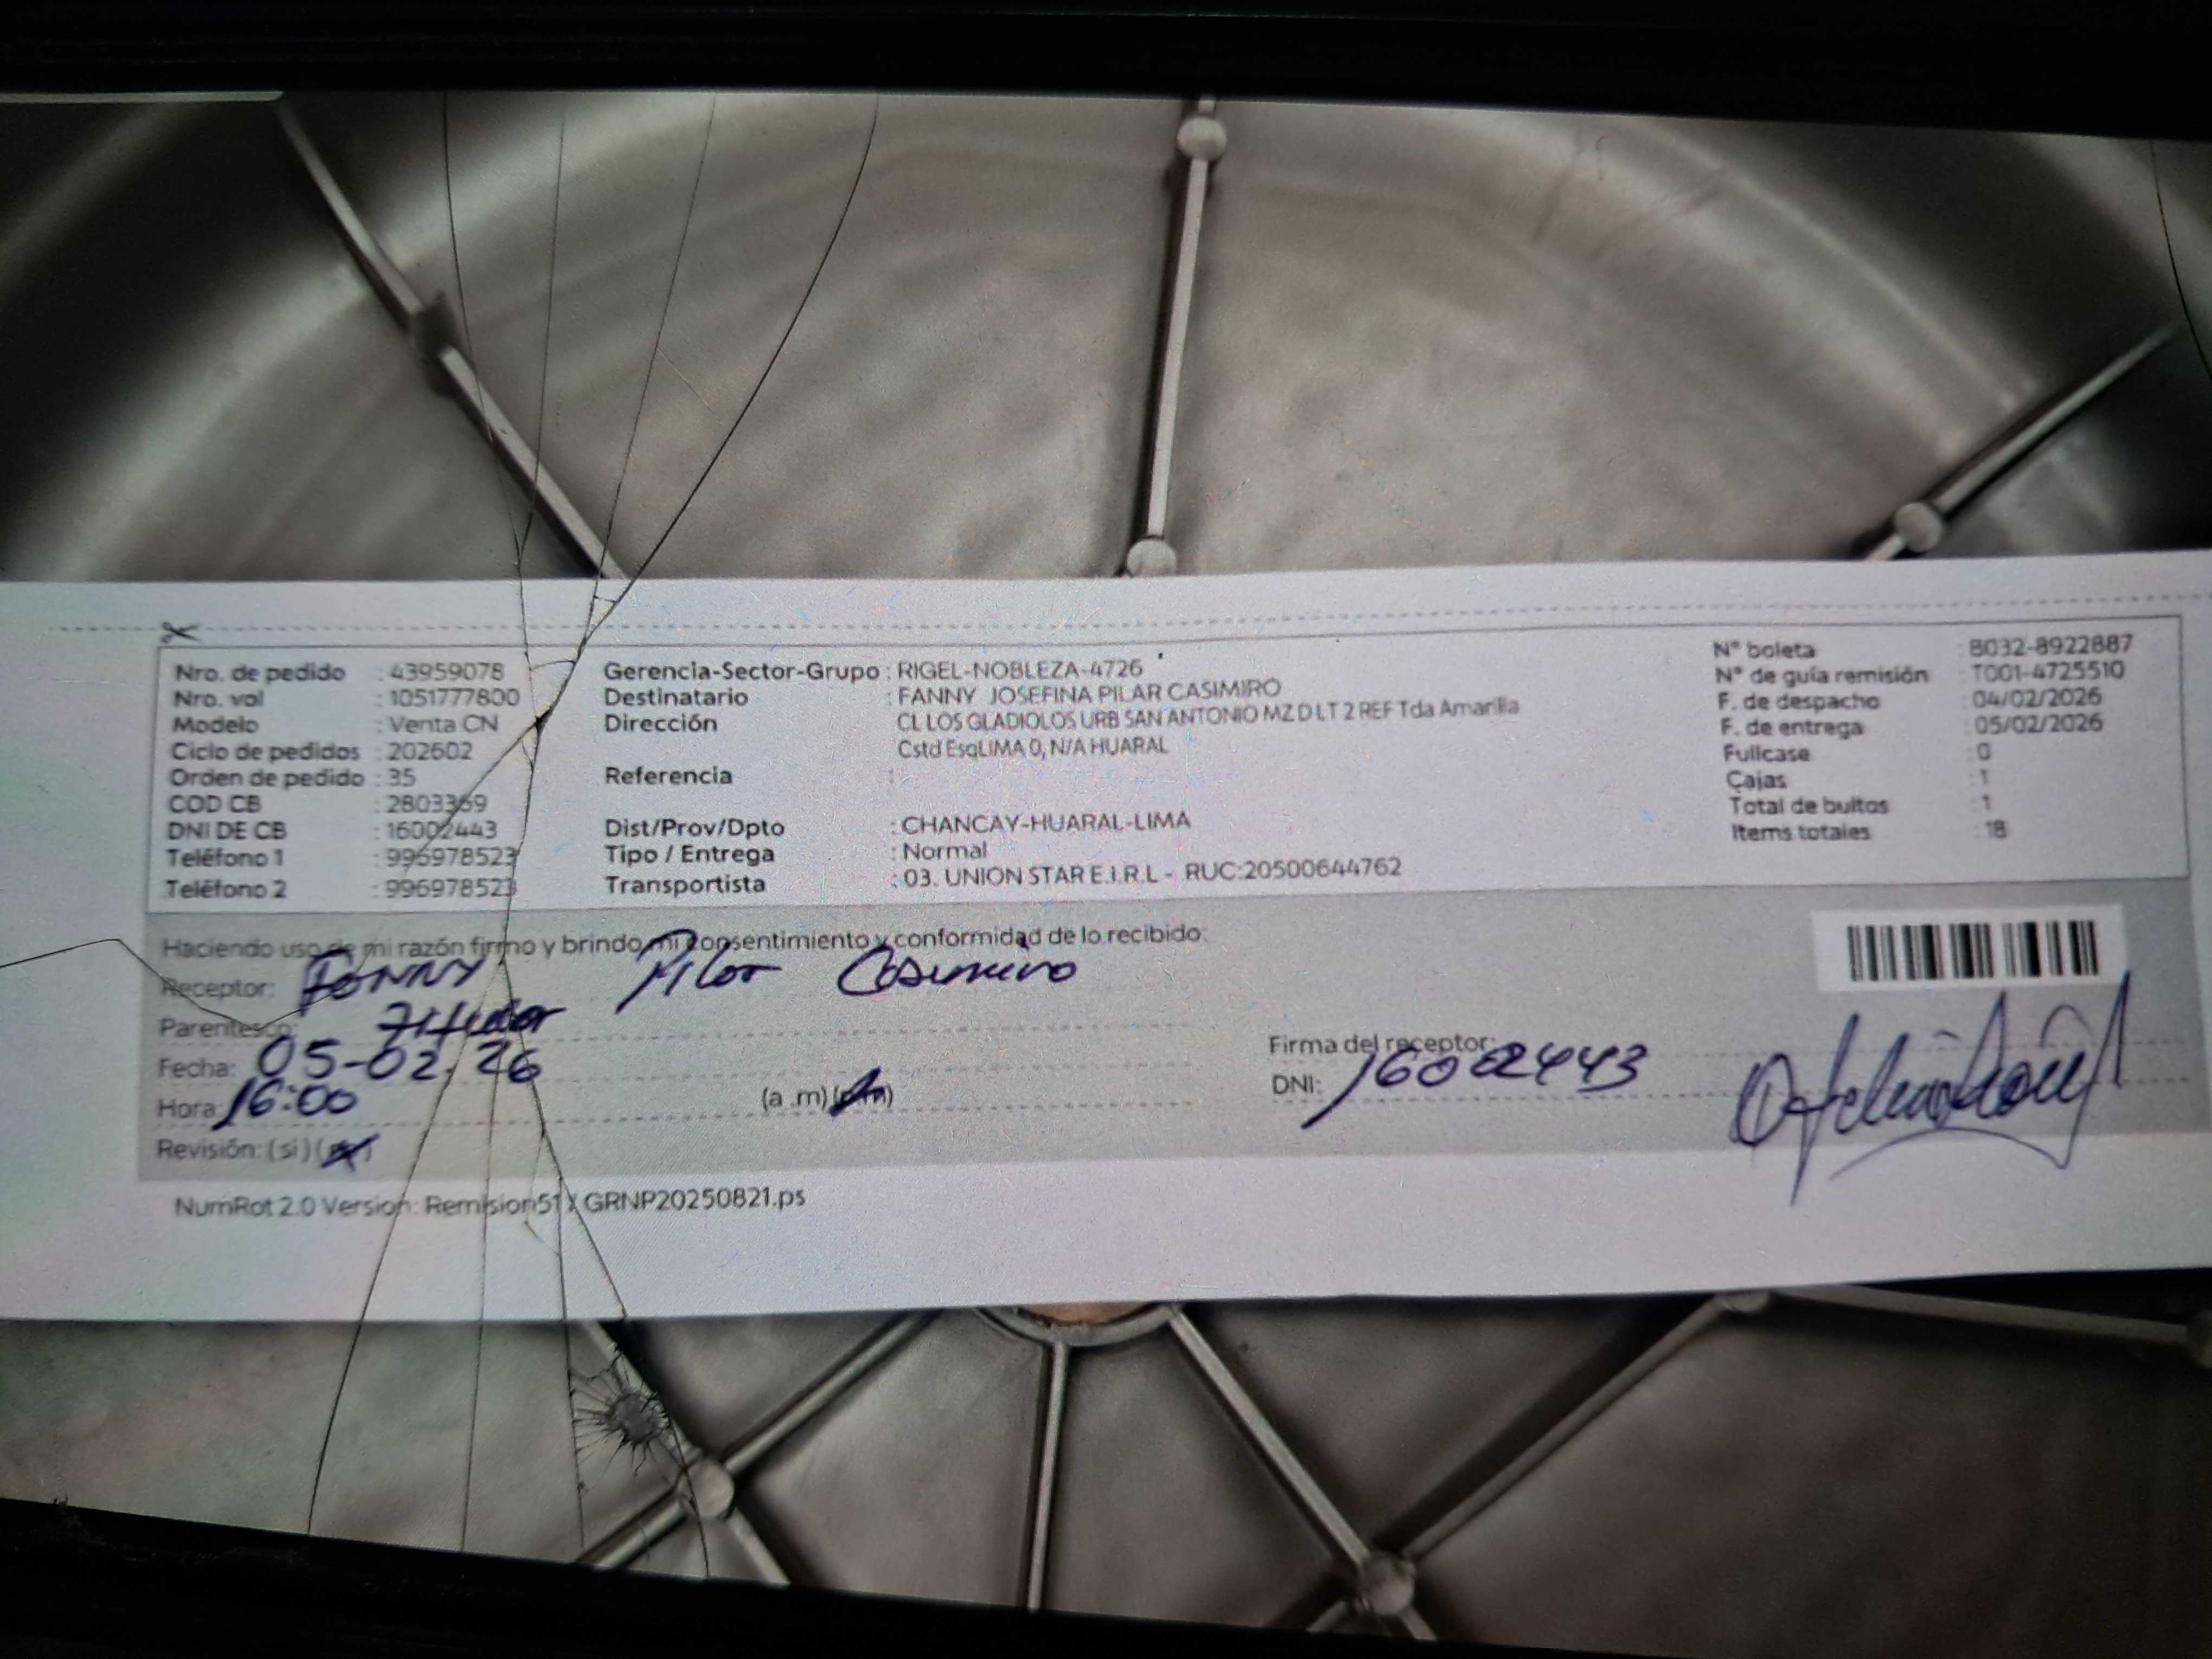 Nro. de pedido : 43959078
Nro. val : 1051777800
Modelo : Venta CN
Ciclo de pedidos : 202602
Orden de pedido : 35
COD CB : 2803369
DNI DE CB : 16002443
Teléfono 1 : 996978523
Teléfono 2 : 996978523
Gerencia-Sector-Grupo : RIGEL-NOBLEZA-4726
Destinatario : FANNY JOSEFINA PILAR CASIMIRO
Dirección CL LOS GLADIOLOS URB SAN ANTONIO MZ D LT 2 REF Tda Amarilla
Cstd EsqLIMA 0, N/A HUARAL
Referencia :
Dist/Prov/Dpto : CHANCAY-HUARAL-LIMA
Tipo / Entrega : Normal
Transportista : 03. UNION STAR E.I.R.L - RUC:20500644762
N° boleta : B032-8922887
N° de guía remisión : T001-4725510
F. de despacho : 04/02/2026
F. de entrega : 05/02/2026
Fullcase : 0
Cajas : 1
Total de bultos : 1
Items totales : 18
Haciendo uso de mi razón firmo y brindo mi consentimiento y conformidad de lo recibido:
Receptor: Fanny Pilar Casimiro
Parentesco: Titular
Fecha: 05-02-26
Hora: 16:00 (a .m) (p.m)
Revisión: (si) (no)
Firma del receptor:
DNI: 16002443
NumRot 2.0 Version: Remision51 / GRNP20250821.ps